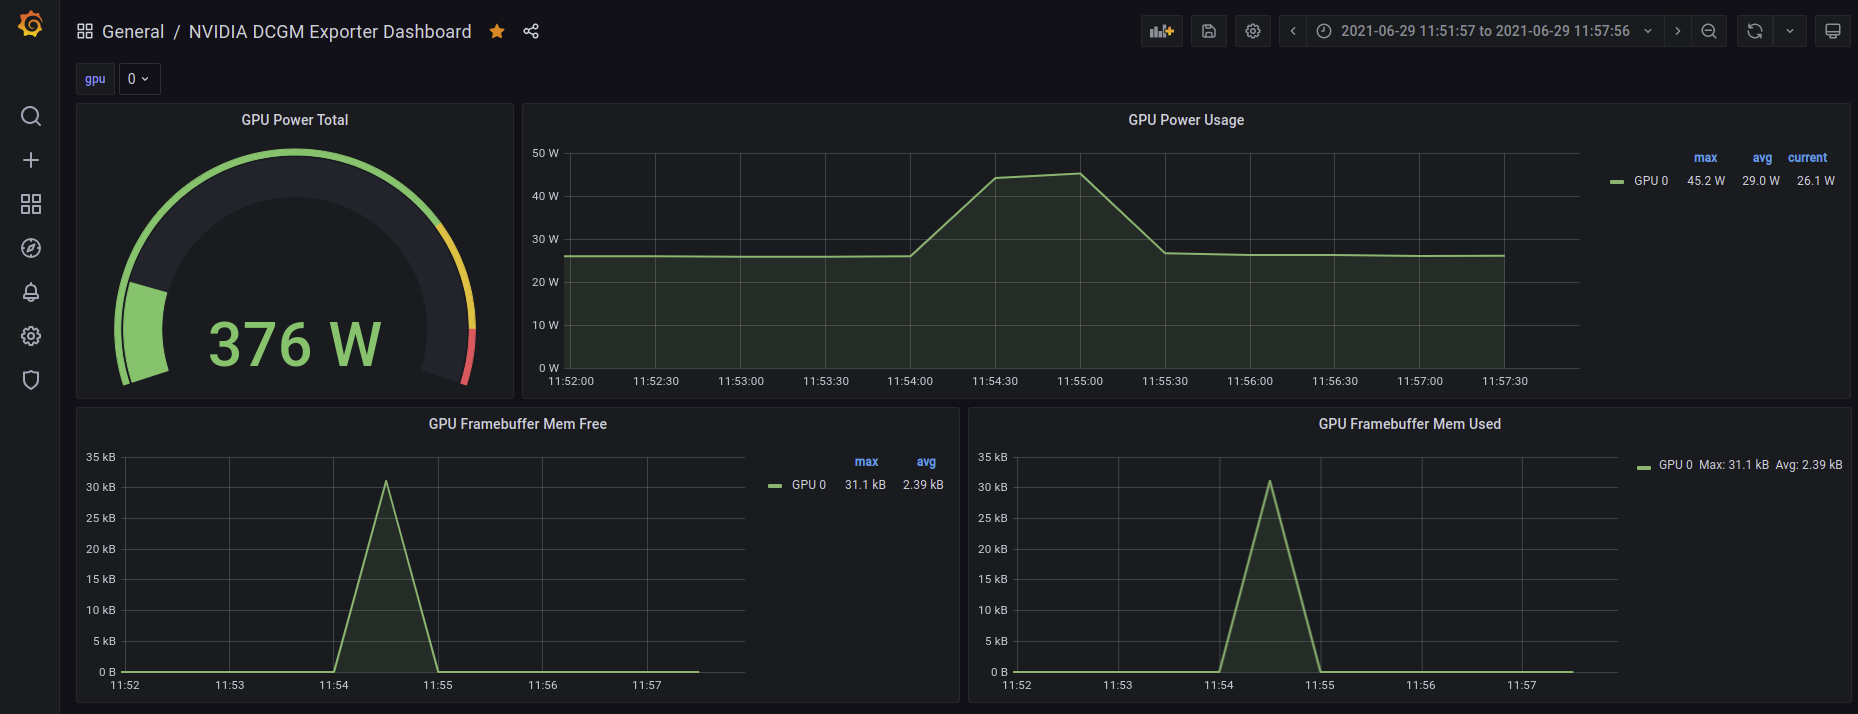 General / NVIDIA DCGM Exporter Dashboard
2021-06-29 11:51:57 to 2021-06-29 11:57:56
gpu 0
GPU Power Total
376 W
GPU Power Usage
50 W
40 W
30 W
20 W
10 W
0 W
11:52:00 11:52:30 11:53:00 11:53:30 11:54:00 11:54:30 11:55:00 11:55:30 11:56:00 11:56:30 11:57:00 11:57:30
max avg current
GPU 0 45.2 W 29.0 W 26.1 W
GPU Framebuffer Mem Free
35 kB
30 kB
25 kB
20 kB
15 kB
10 kB
5 kB
0 B
11:52 11:53 11:54 11:55 11:56 11:57
max avg
GPU 0 31.1 kB 2.39 kB
GPU Framebuffer Mem Used
35 kB
30 kB
25 kB
20 kB
15 kB
10 kB
5 kB
0 B
11:52 11:53 11:54 11:55 11:56 11:57
GPU 0 Max: 31.1 kB Avg: 2.39 kB